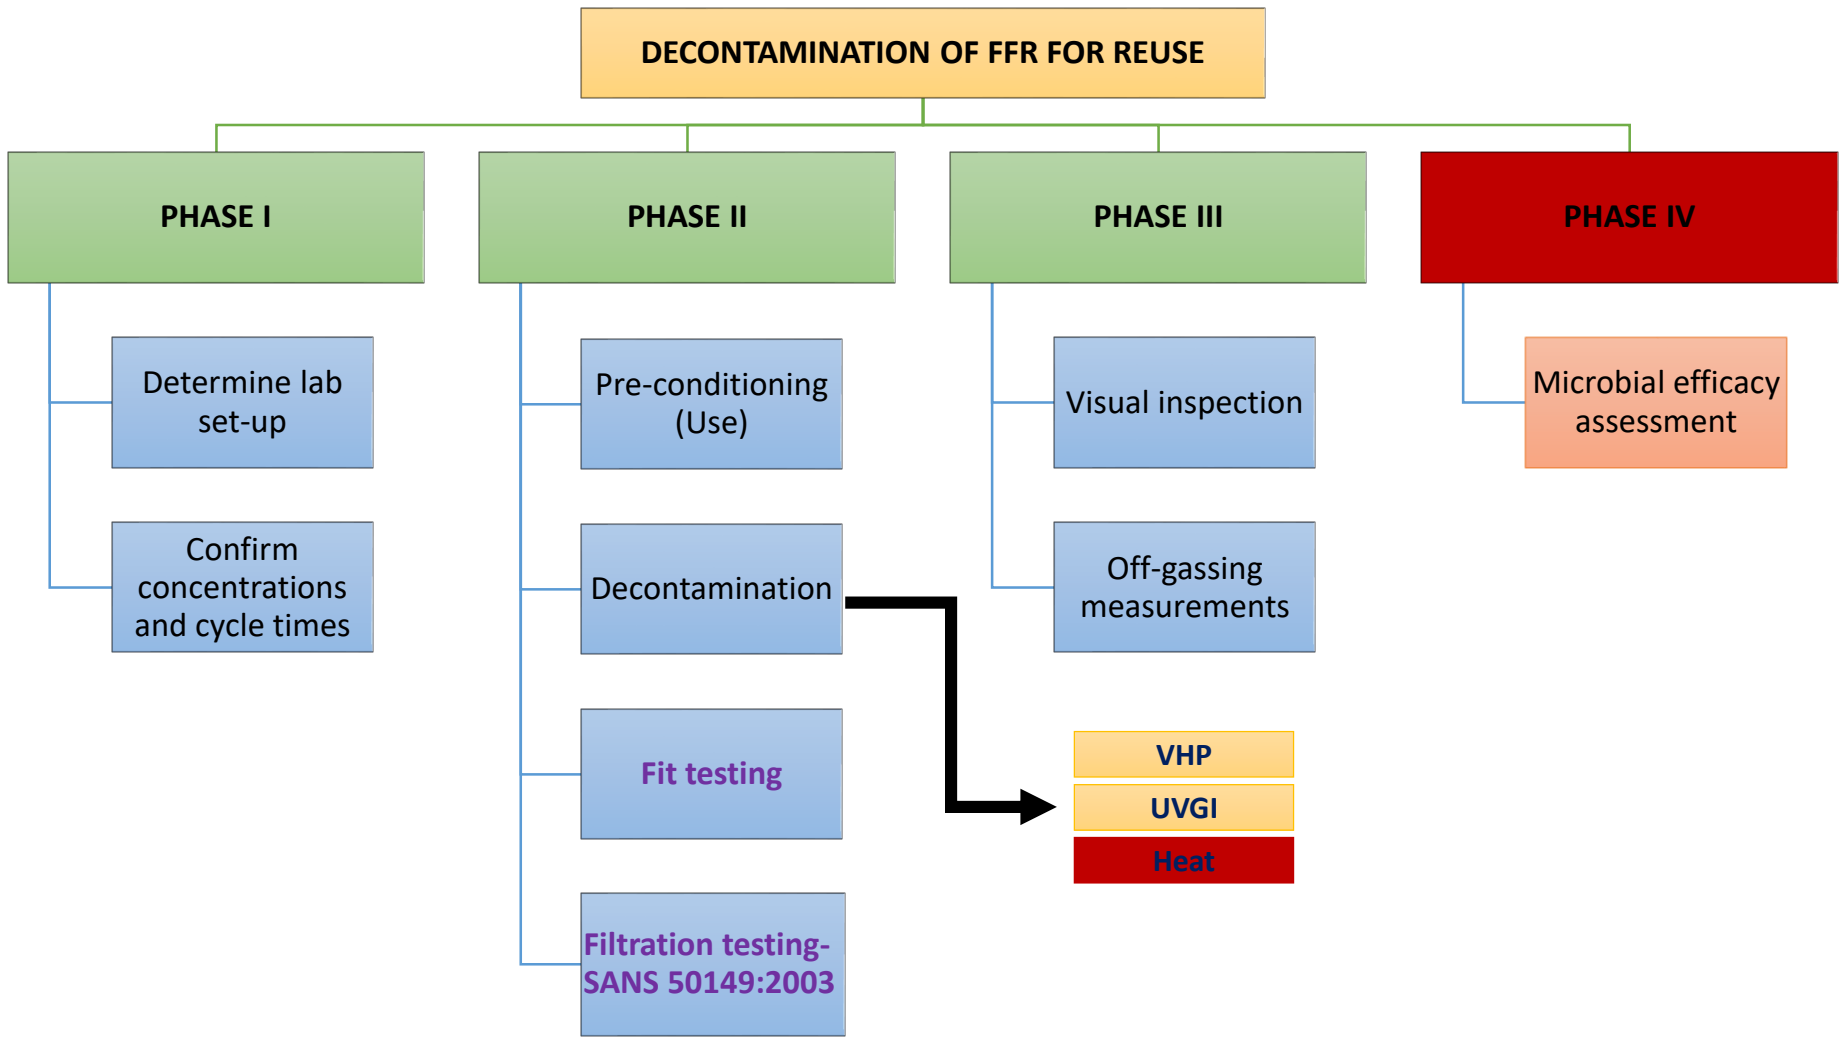 DECONTAMINATION OF FFR FOR REUSE
PHASE I
PHASE II
PHASE III
PHASE IV
Determine lab
set-up
Confirm
concentrations
and cycle times
Pre-conditioning
(Use)
Decontamination
Fit testing
Filtration testing-
SANS 50149:2003
Visual inspection
Off-gassing
measurements
VHP
UVGI
Heat
Microbial efficacy
assessment